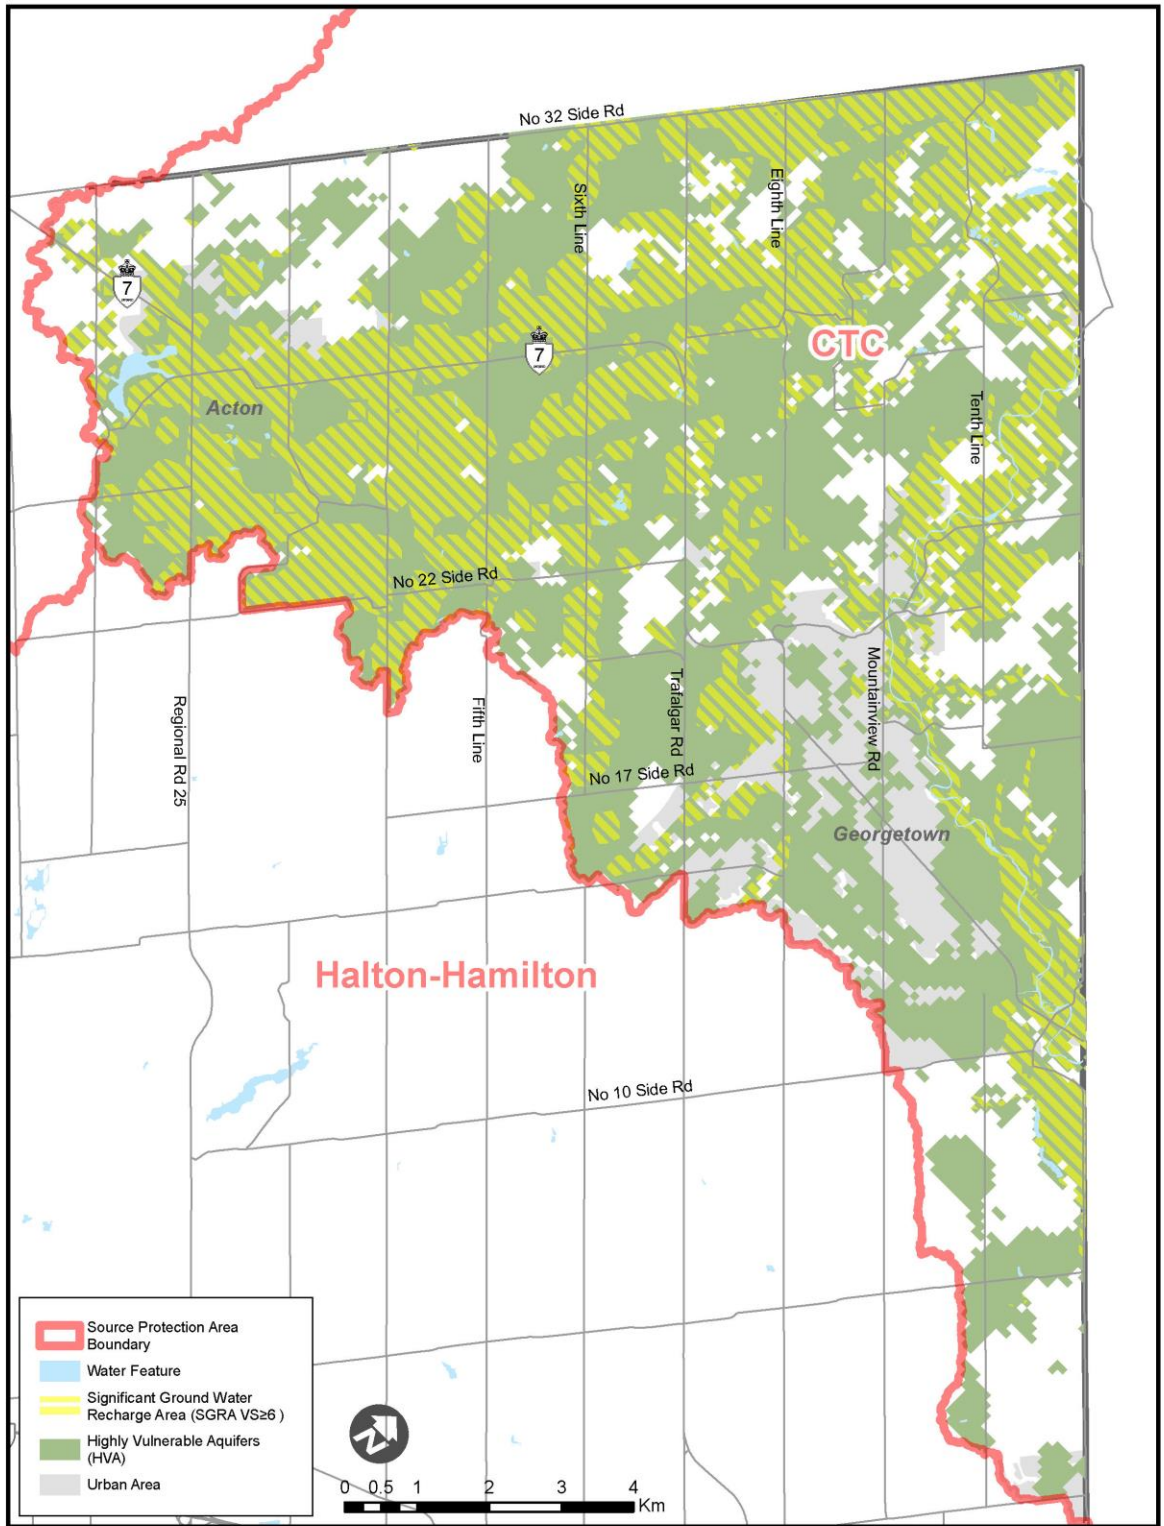 No 32 Side Rd
Sixth Line
Eighth Line
7
7
CTC
Acton
Tenth Line
No 22 Side Rd
Regional Rd 25
Fifth Line
Trafalgar Rd
Mountainview Rd
No 17 Side Rd
Georgetown
Halton-Hamilton
No 10 Side Rd
Source Protection Area
Boundary
Water Feature
Significant Ground Water
Recharge Area (SGRA VS≥6 )
Highly Vulnerable Aquifers
(HVA)
Urban Area
N
0 0.5 1 2 3 4
Km